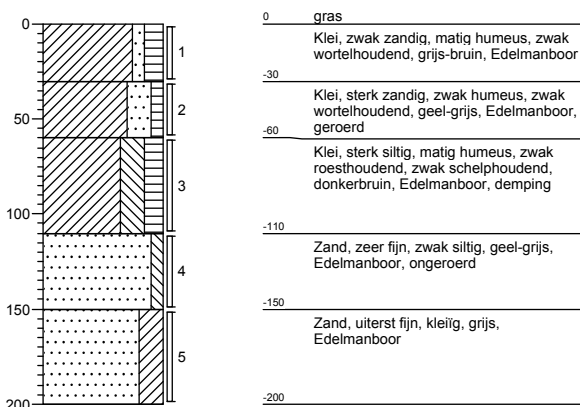 0
50
100
150
200
1
2
3
4
5
0
gras
Klei, zwak zandig, matig humeus, zwak
wortelhoudend, grijs-bruin, Edelmanboor
-30
Klei, sterk zandig, zwak humeus, zwak
wortelhoudend, geel-grijs, Edelmanboor,
geroerd
-60
Klei, sterk siltig, matig humeus, zwak
roesthoudend, zwak schelphoudend,
donkerbruin, Edelmanboor, demping
-110
Zand, zeer fijn, zwak siltig, geel-grijs,
Edelmanboor, ongeroerd
-150
Zand, uiterst fijn, kleiïg, grijs,
Edelmanboor
-200